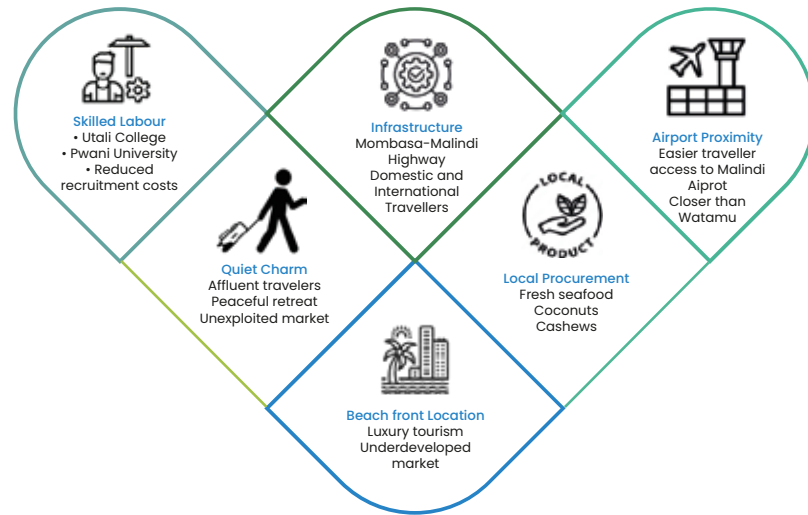 Skilled Labour
• Utali College
• Pwani University
• Reduced
recruitment costs
Infrastructure
Mombasa-Malindi
Highway
Domestic and
International
Travellers
Airport Proximity
Easier traveller
access to Malindi
Aiprot
Closer than
Watamu
Quiet Charm
Affluent travelers
Peaceful retreat
Unexploited market
LOCAL
PRODUCT
Local Procurement
Fresh seafood
Coconuts
Cashews
Beach front Location
Luxury tourism
Underdeveloped
market